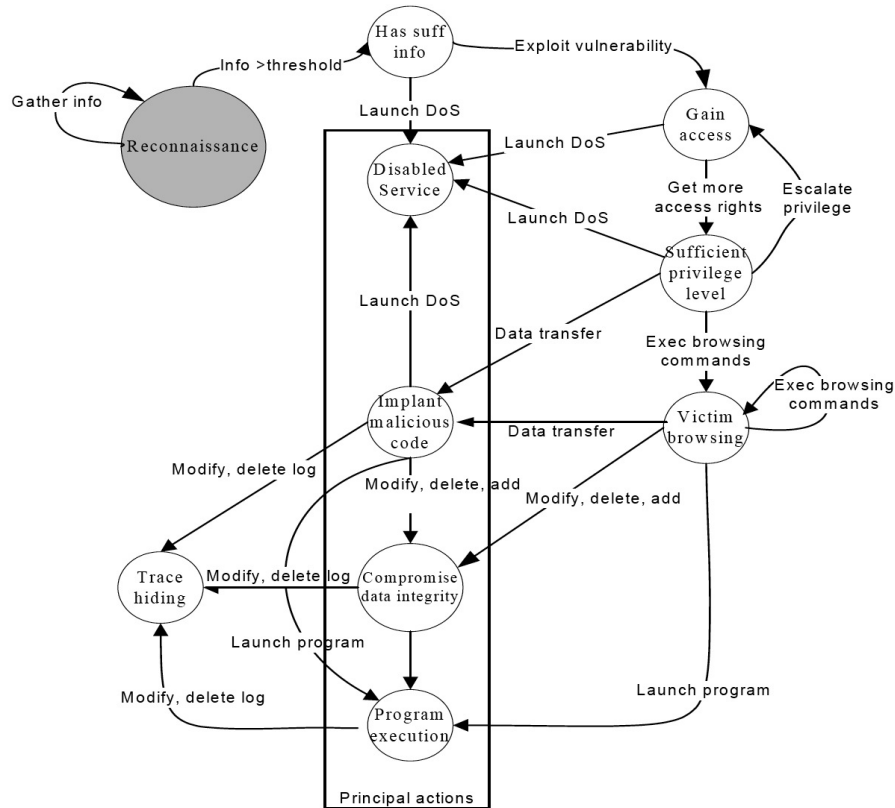 Has suff
info
Info >threshold
Exploit vulnerability
Gather info
Launch DoS
Gain
access
Reconnaissance
Launch DoS
Disabled
Service
Get more
access rights
Escalate
privilege
Launch DoS
Sufficient
privilege
level
Launch DoS
Data transfer
Exec browsing
commands
Exec browsing
commands
Implant
malicious
code
Data transfer
Victim
browsing
Modify, delete log
Modify, delete, add
Modify, delete, add
Trace
hiding
Modify, delete log
Compromise
data integrity
Launch program
Modify, delete log
Launch program
Program
execution
Principal actions